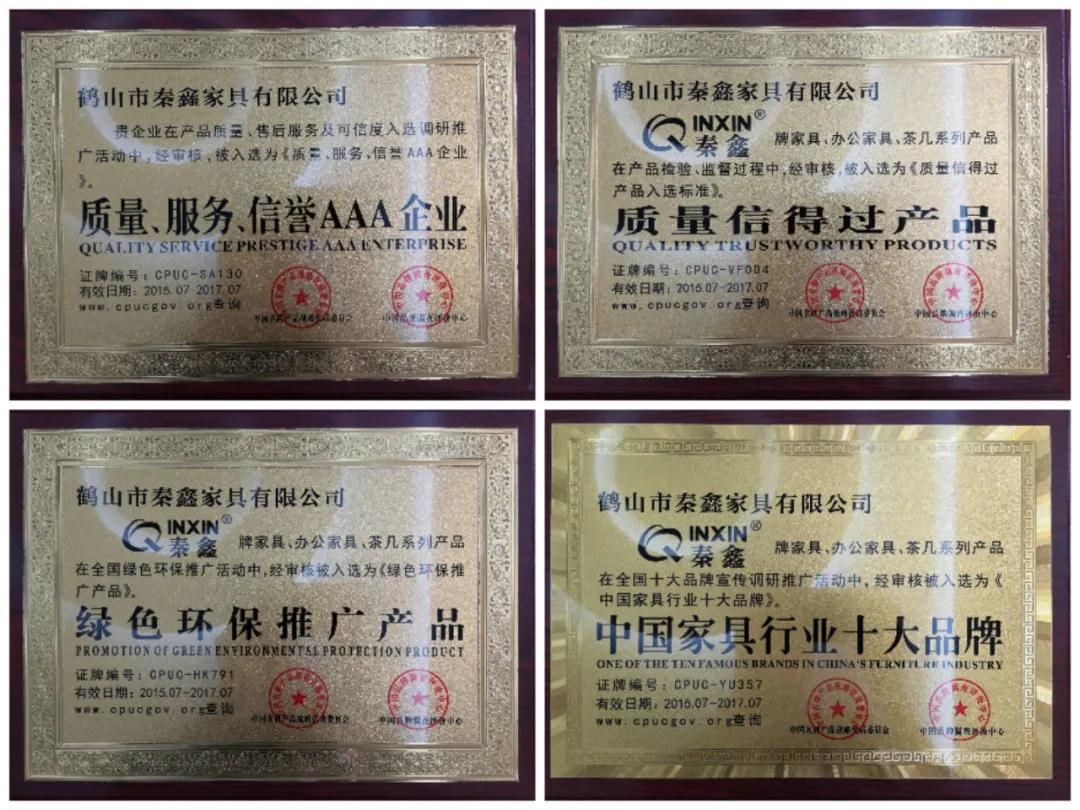 鹤山市秦鑫家具有限公司
贵企业在产品质量、售后服务及可信度入选调研推
广活动中,经审核,被入选为《质量、服务、信誉AAA企业
》。
质量、服务、信誉AAA企业
QUALITY SERVICE PRESTIGE AAA ENTERPRISE
证牌编号:CPUC-SA130
有效日期:2015.07-2017.07
www.cpucgov.org查询
鹤山市秦鑫家具有限公司
QINXIN®
秦鑫 牌家具、办公家具、茶几系列产品
在产品检验、监督过程中,经审核,被入选为《质量信得过
产品入选标准》。
质量信得过产品
QUALITY TRUSTWORTHY PRODUCTS
证牌编号:CPUC-VF004
有效日期:2015.07-2017.07
www.cpucgov.org查询
鹤山市秦鑫家具有限公司
QINXIN®
秦鑫 牌家具、办公家具、茶几系列产品
在全国绿色环保推广活动中,经审核被入选为《绿色环保推
广产品》。
绿色环保推广产品
PROMOTION OF GREEN ENVIRONMENTAL PROTECTION PRODUCT
证牌编号:CPUC-HK791
有效日期:2015.07-2017.07
www.cpucgov.org查询
鹤山市秦鑫家具有限公司
QINXIN®
秦鑫 牌家具、办公家具、茶几系列产品
在全国十大品牌宣传调研推广活动中,经审核被入选为《
中国家具行业十大品牌》。
中国家具行业十大品牌
ONE OF THE TEN FAMOUS BRANDS IN CHINA'S FURNITURE INDUSTRY
证牌编号:CPUC-YU357
有效日期:2015.07-2017.07
www.cpucgov.org查询